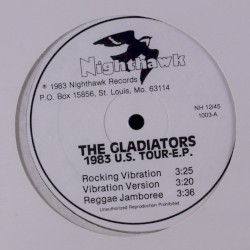 Nighthawk
℗ 1983 Nighthawk Records
P.O. Box 15856, St. Louis, Mo. 63114
NH 12/45
1003-A
THE GLADIATORS
1983 U.S. TOUR-E.P.
Rocking Vibration 3:25
Vibration Version 3:20
Reggae Jamboree 3:36
Unauthorized Reproduction Prohibited